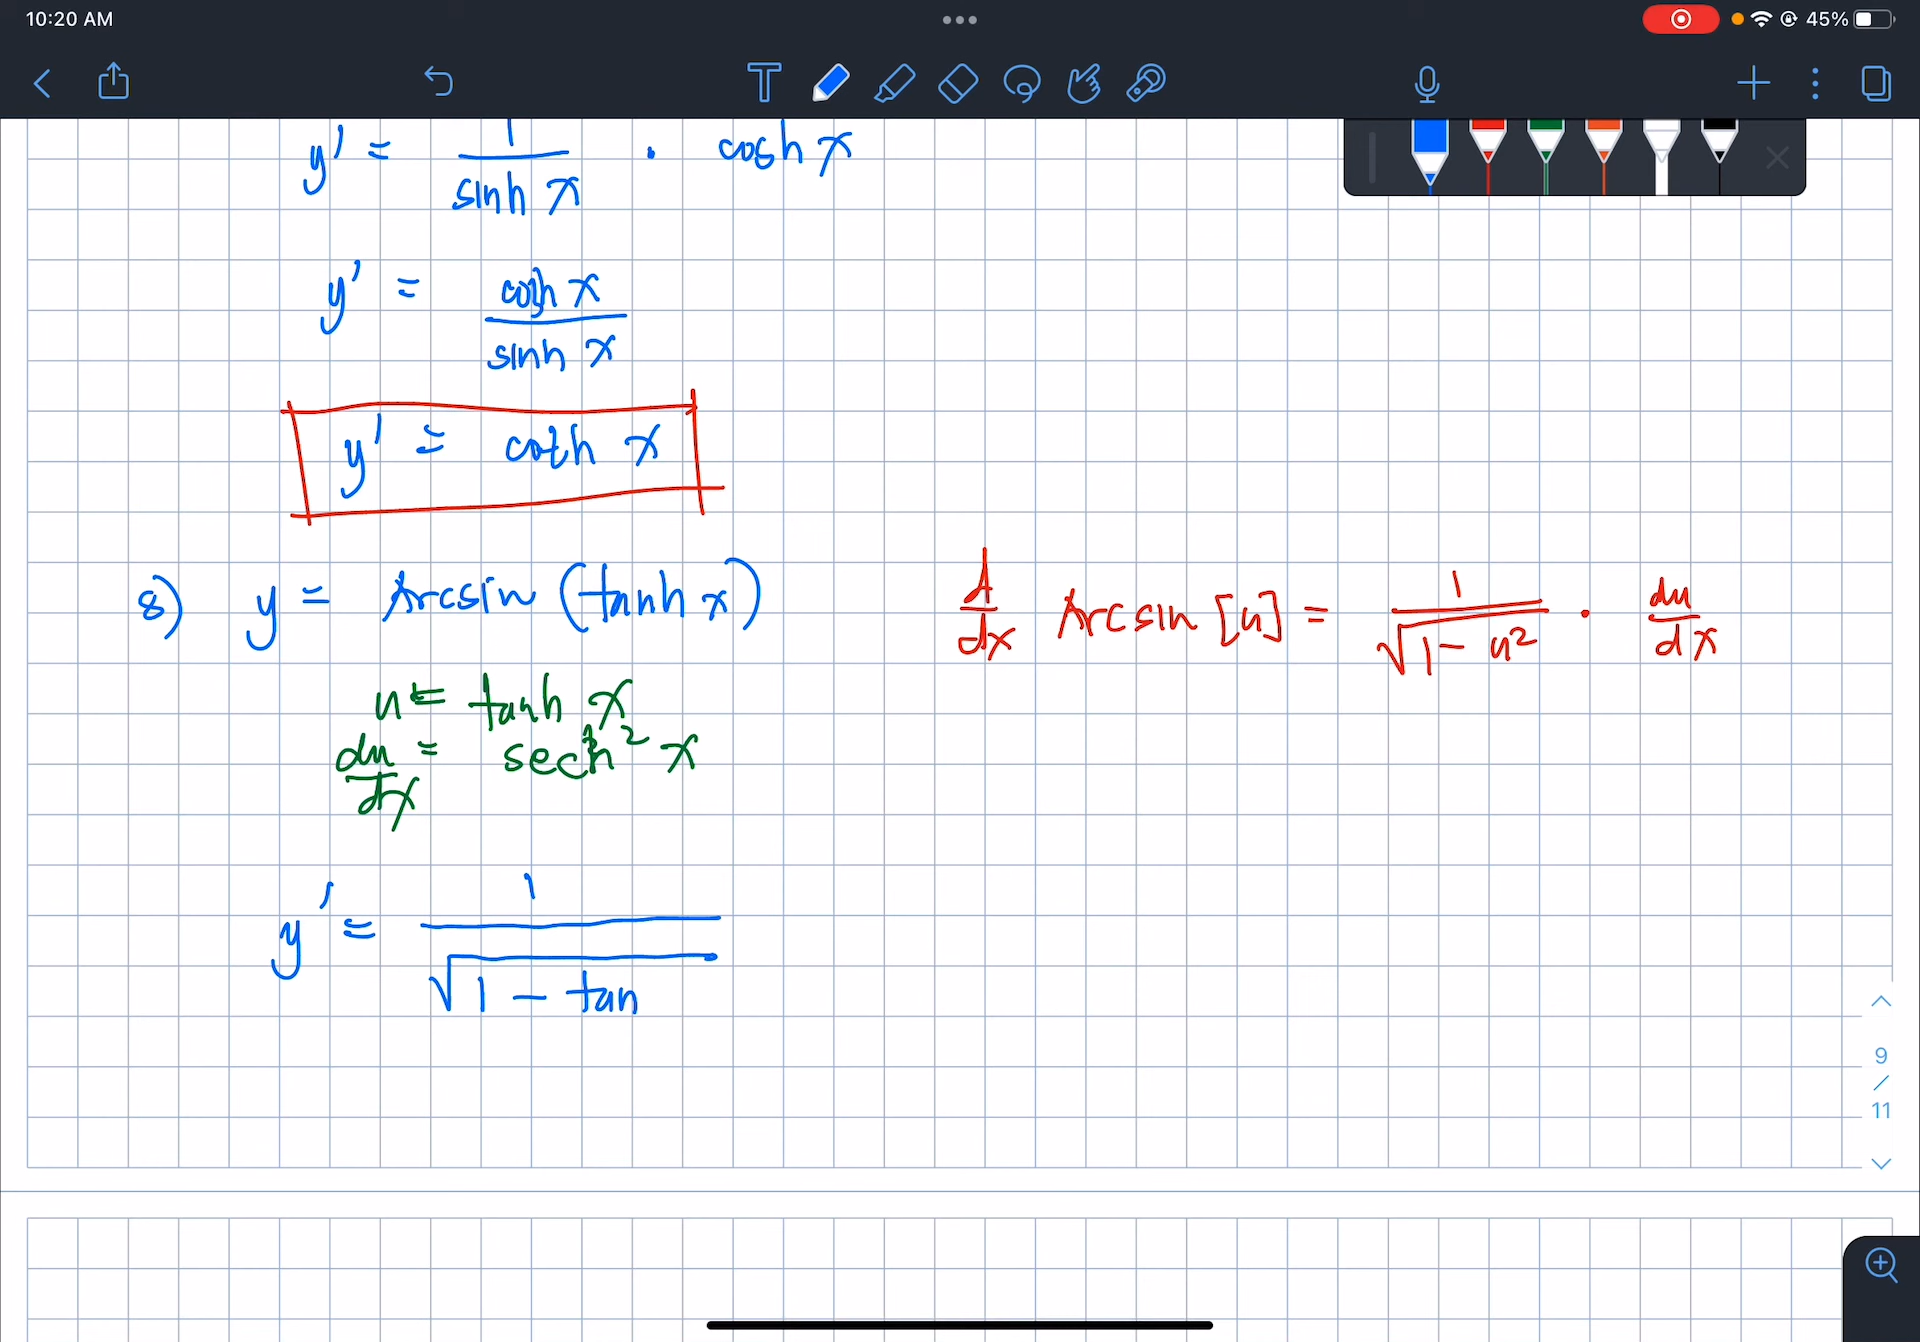 10:20 AM
45%
y' = 1/sinh x · cosh x
y' = cosh x/sinh x
y' = coth x
8) y = Arcsin (tanh x)
d/dx Arcsin [u] = 1/√(1 - u²) · du/dx
u = tanh x
du/dx = sech² x
y' = 1/√(1 - tan
9
/
11